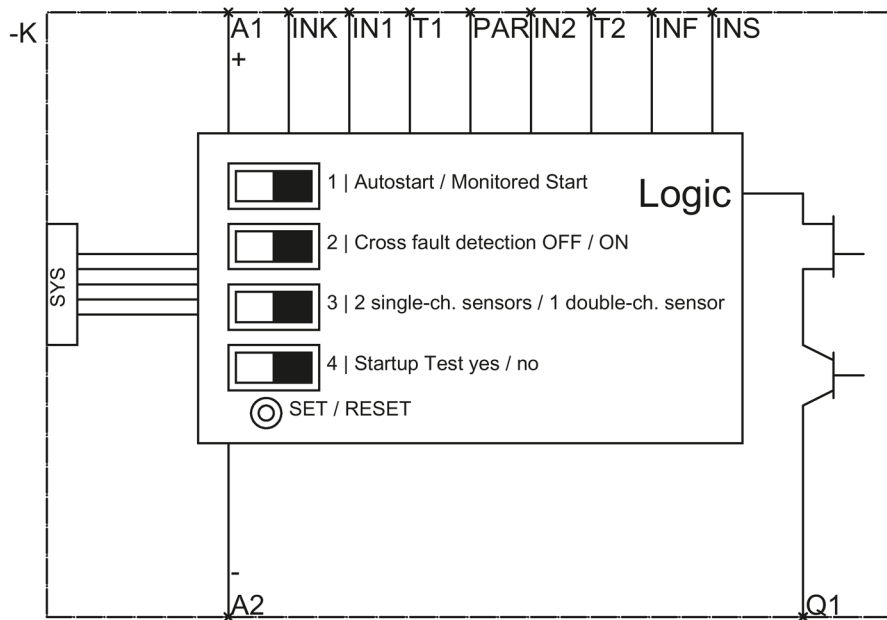 -K
A1 INK IN1 T1 PAR IN2 T2 INF INS
+
1 | Autostart / Monitored Start
Logic
2 | Cross fault detection OFF / ON
SYS
3 | 2 single-ch. sensors / 1 double-ch. sensor
4 | Startup Test yes / no
SET / RESET
-
A2 Q1